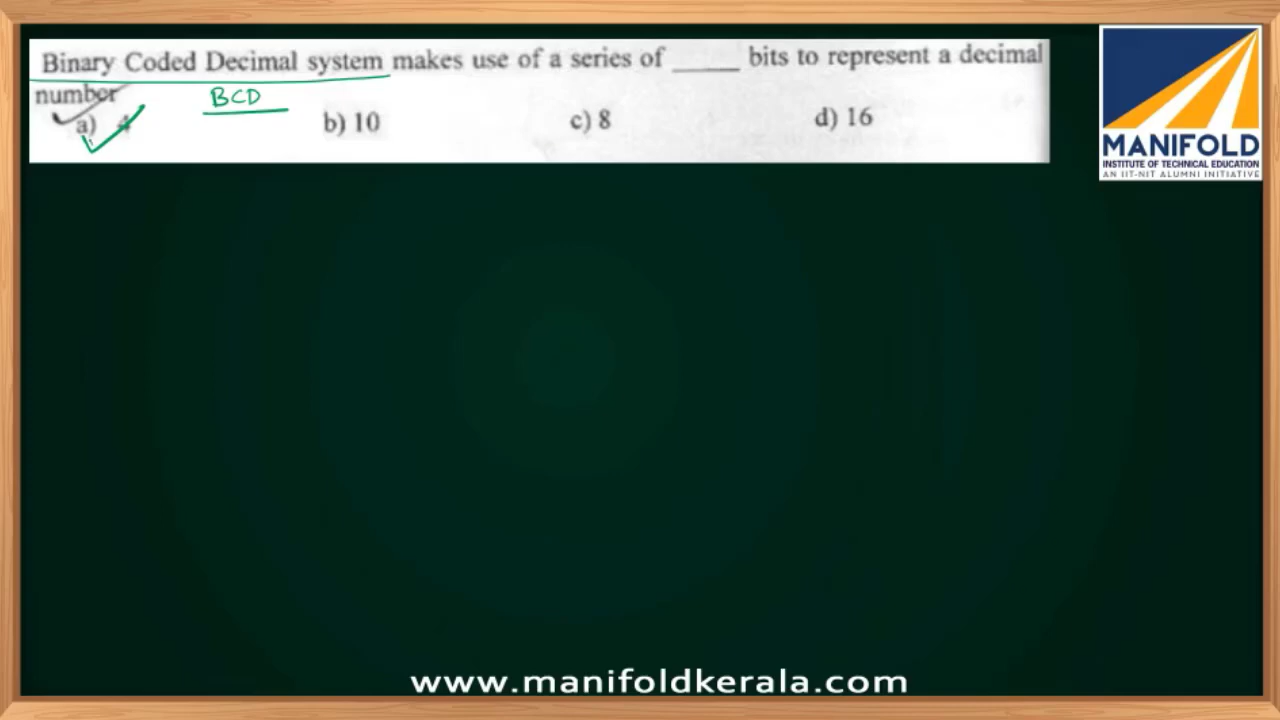 Binary Coded Decimal system makes use of a series of _____ bits to represent a decimal
number
BCD
a) 4 b) 10 c) 8 d) 16
MANIFOLD
INSTITUTE OF TECHNICAL EDUCATION
AN IIT-NIT ALUMNI INITIATIVE
www.manifoldkerala.com